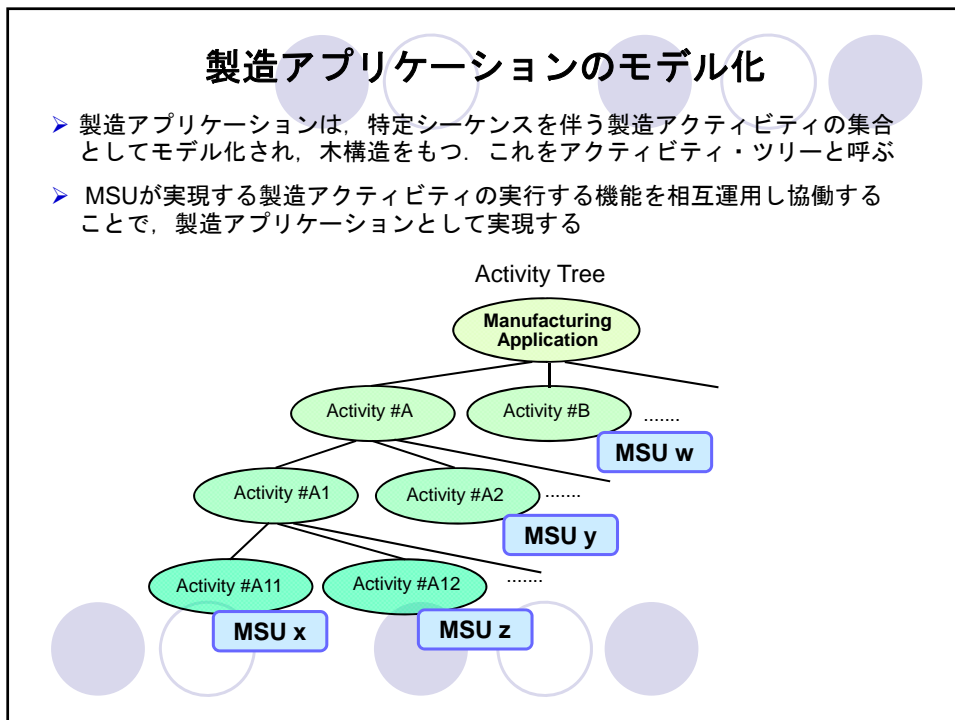 製造アプリケーションのモデル化
➢ 製造アプリケーションは，特定シーケンスを伴う製造アクティビティの集合
としてモデル化され，木構造をもつ．これをアクティビティ・ツリーと呼ぶ
➢ MSUが実現する製造アクティビティの実行する機能を相互運用し協働する
ことで，製造アプリケーションとして実現する
Activity Tree
Manufacturing
Application
Activity #A
Activity #B
.......
MSU w
Activity #A1
Activity #A2
.......
MSU y
Activity #A11
Activity #A12
.......
MSU x
MSU z